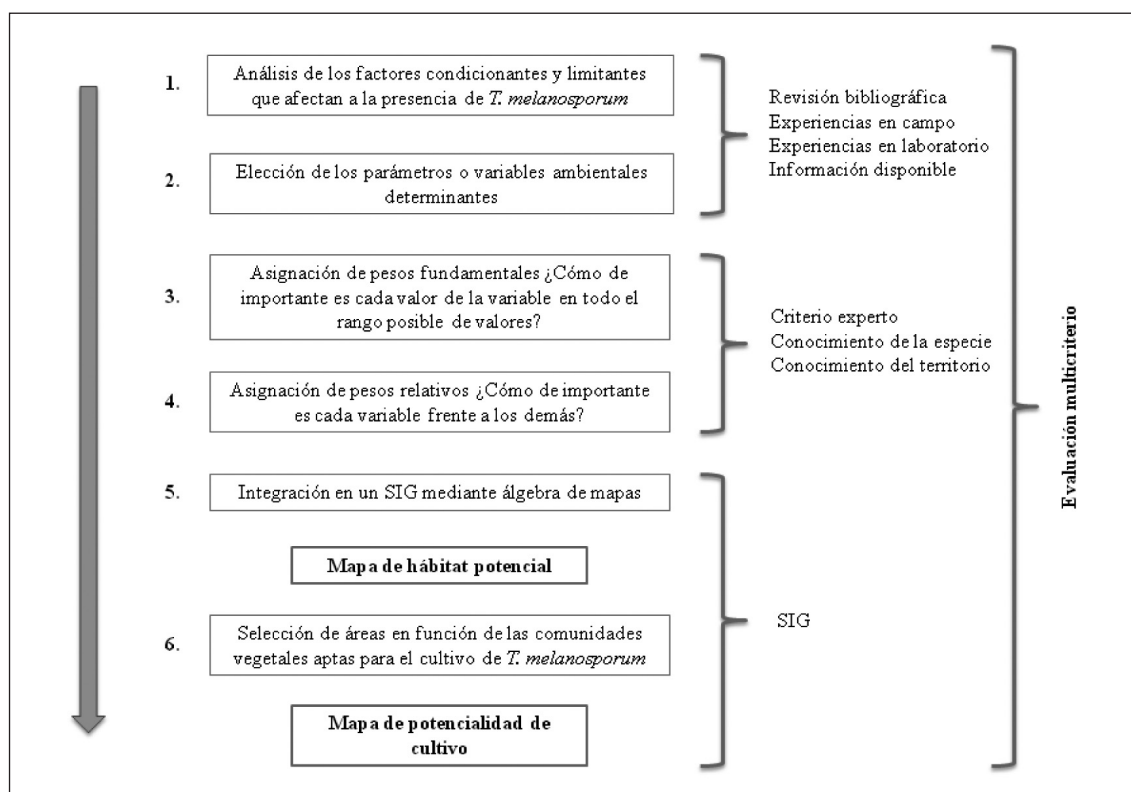 1.
Análisis de los factores condicionantes y limitantes
que afectan a la presencia de T. melanosporum
2.
Elección de los parámetros o variables ambientales
determinantes
Revisión bibliográfica
Experiencias en campo
Experiencias en laboratorio
Información disponible
3.
Asignación de pesos fundamentales ¿Cómo de
importante es cada valor de la variable en todo el
rango posible de valores?
4.
Asignación de pesos relativos ¿Cómo de importante
es cada variable frente a los demás?
Criterio experto
Conocimiento de la especie
Conocimiento del territorio
5.
Integración en un SIG mediante álgebra de mapas
Mapa de hábitat potencial
6.
Selección de áreas en función de las comunidades
vegetales aptas para el cultivo de T. melanosporum
Mapa de potencialidad de
cultivo
SIG
Evaluación multicriterio